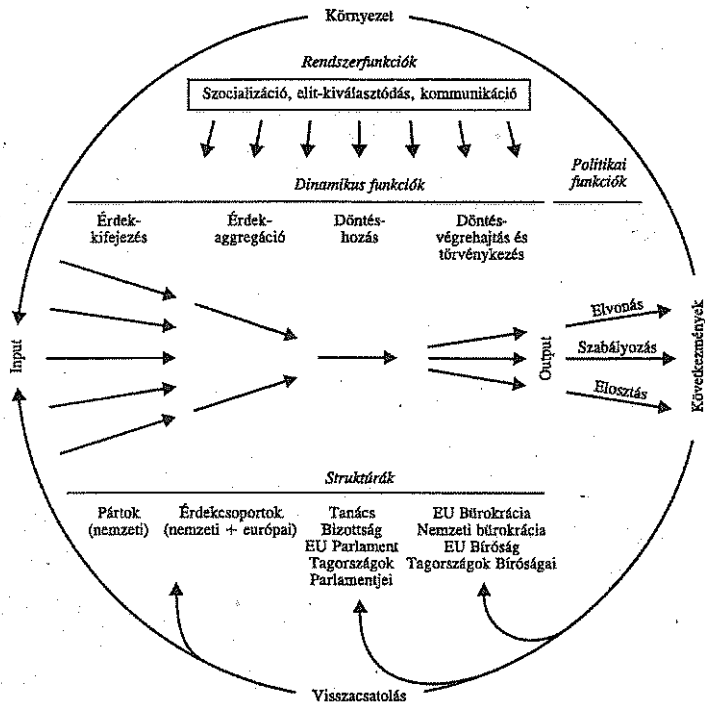 Környezet
Rendszerfunkciók
Szocializáció, elit-kiválasztódás, kommunikáció
Dinamikus funkciók
Politikai
funkciók
Érdek-
kifejezés
Érdek-
aggregáció
Döntés-
hozás
Döntés-
végrehajtás és
törvénykezés
Input
Output
Elvonás
Szabályozás
Elosztás
Következmények
Struktúrák
Pártok
(nemzeti)
Érdekcsoportok
(nemzeti + európai)
Tanács
Bizottság
EU Parlament
Tagországok
Parlamentjei
EU Bürokrácia
Nemzeti bürokrácia
EU Bíróság
Tagországok Bíróságai
Visszacsatolás